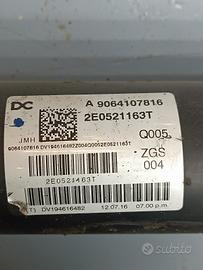 DC
A 9064107816
2E0521163T
JMH
Q005
9064107816 DV194616482Z004Q0052E0521163T
ZGS
004
2E0521163T
T) DV194616482 12.07.16 07.00 p.m.
subito